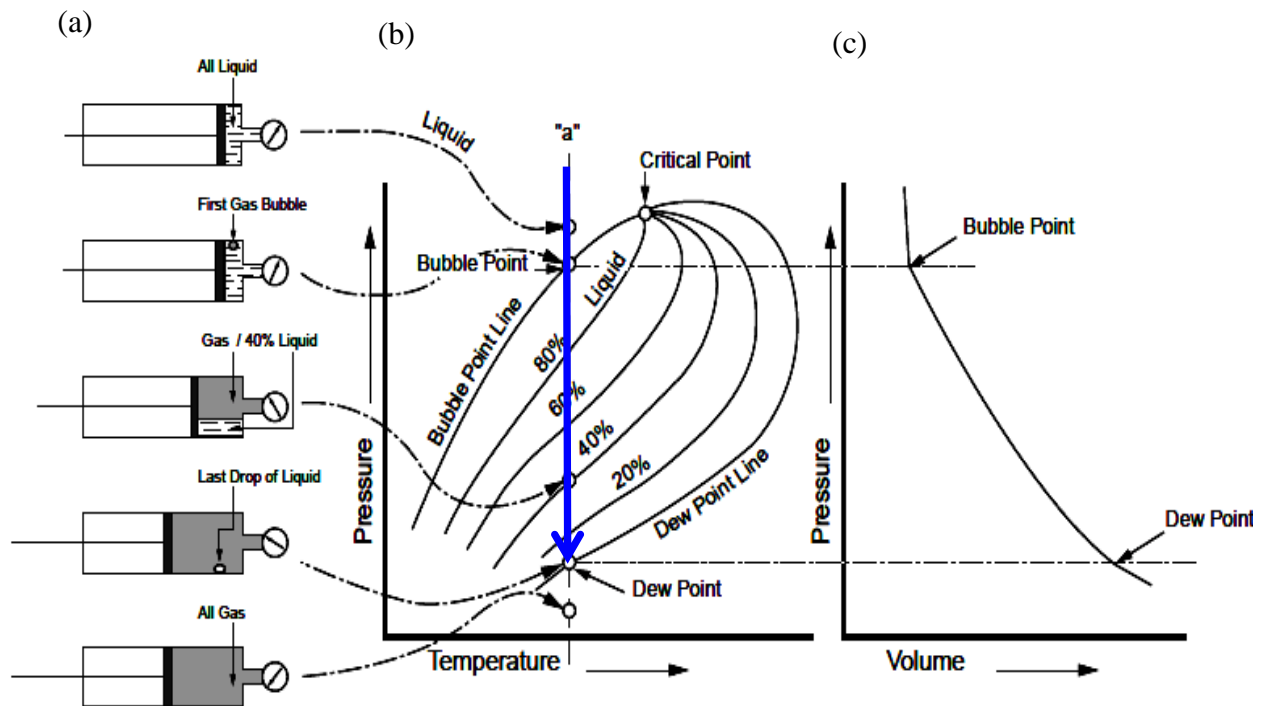 (a)
All Liquid
First Gas Bubble
Gas / 40% Liquid
Last Drop of Liquid
All Gas
(b)
Liquid
"a"
Critical Point
Bubble Point
Liquid
Bubble Point Line
80%
60%
40%
20%
Dew Point Line
Dew Point
Pressure
Temperature
(c)
Bubble Point
Dew Point
Pressure
Volume